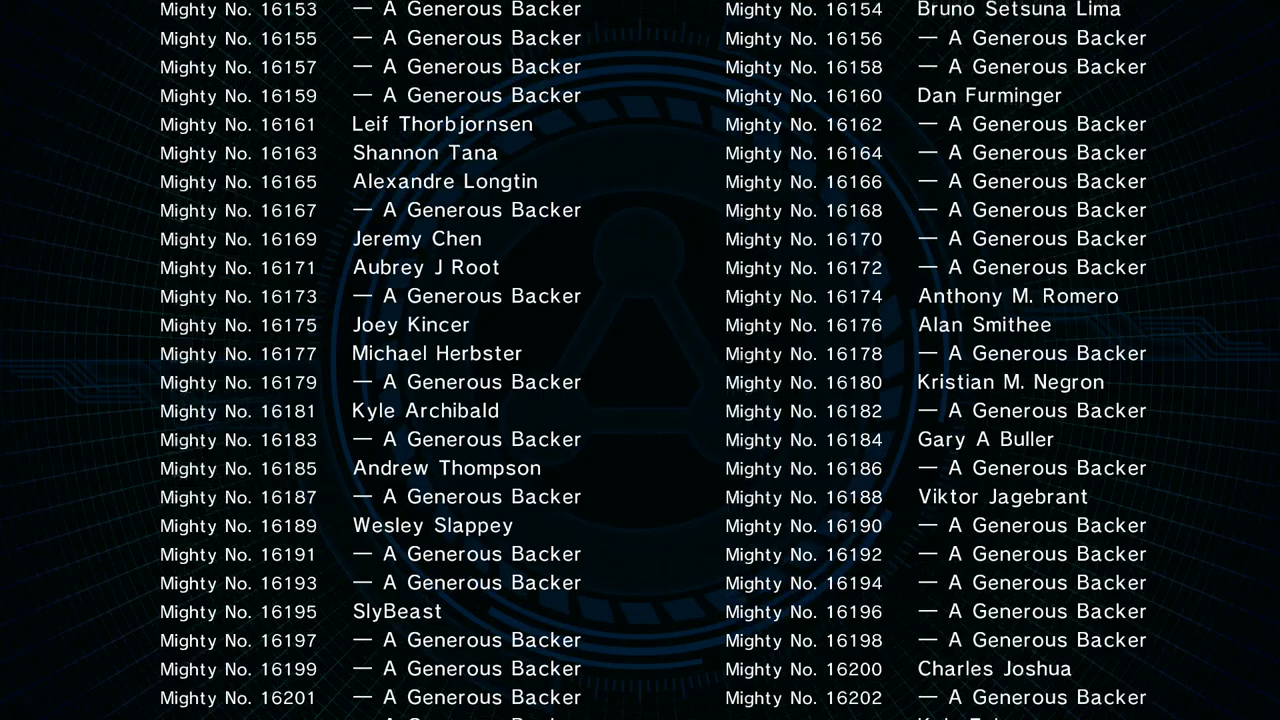 Mighty No. 16153 — A Generous Backer Mighty No. 16154 Bruno Setsuna Lima
Mighty No. 16155 — A Generous Backer Mighty No. 16156 — A Generous Backer
Mighty No. 16157 — A Generous Backer Mighty No. 16158 — A Generous Backer
Mighty No. 16159 — A Generous Backer Mighty No. 16160 Dan Furminger
Mighty No. 16161 Leif Thorbjornsen Mighty No. 16162 — A Generous Backer
Mighty No. 16163 Shannon Tana Mighty No. 16164 — A Generous Backer
Mighty No. 16165 Alexandre Longtin Mighty No. 16166 — A Generous Backer
Mighty No. 16167 — A Generous Backer Mighty No. 16168 — A Generous Backer
Mighty No. 16169 Jeremy Chen Mighty No. 16170 — A Generous Backer
Mighty No. 16171 Aubrey J Root Mighty No. 16172 — A Generous Backer
Mighty No. 16173 — A Generous Backer Mighty No. 16174 Anthony M. Romero
Mighty No. 16175 Joey Kincer Mighty No. 16176 Alan Smithee
Mighty No. 16177 Michael Herbster Mighty No. 16178 — A Generous Backer
Mighty No. 16179 — A Generous Backer Mighty No. 16180 Kristian M. Negron
Mighty No. 16181 Kyle Archibald Mighty No. 16182 — A Generous Backer
Mighty No. 16183 — A Generous Backer Mighty No. 16184 Gary A Buller
Mighty No. 16185 Andrew Thompson Mighty No. 16186 — A Generous Backer
Mighty No. 16187 — A Generous Backer Mighty No. 16188 Viktor Jagebrant
Mighty No. 16189 Wesley Slappey Mighty No. 16190 — A Generous Backer
Mighty No. 16191 — A Generous Backer Mighty No. 16192 — A Generous Backer
Mighty No. 16193 — A Generous Backer Mighty No. 16194 — A Generous Backer
Mighty No. 16195 SlyBeast Mighty No. 16196 — A Generous Backer
Mighty No. 16197 — A Generous Backer Mighty No. 16198 — A Generous Backer
Mighty No. 16199 — A Generous Backer Mighty No. 16200 Charles Joshua
Mighty No. 16201 — A Generous Backer Mighty No. 16202 — A Generous Backer